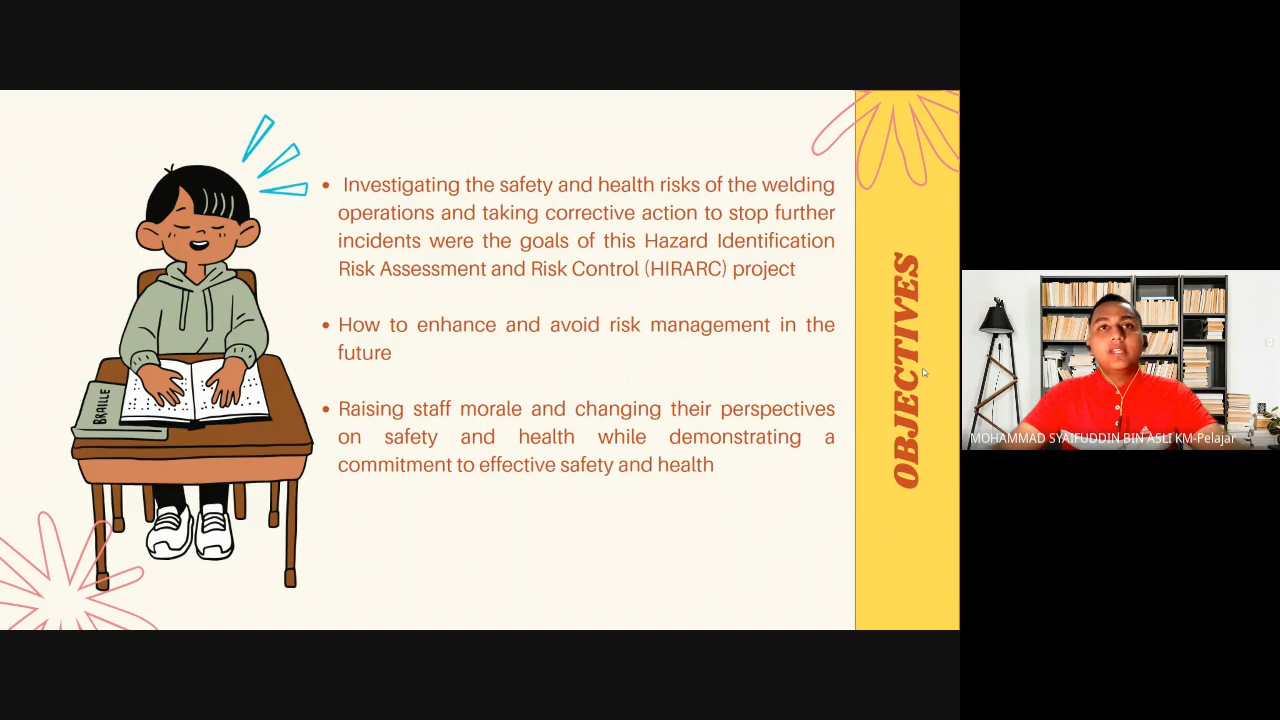 • Investigating the safety and health risks of the welding
operations and taking corrective action to stop further
incidents were the goals of this Hazard Identification
Risk Assessment and Risk Control (HIRARC) project
• How to enhance and avoid risk management in the
future
• Raising staff morale and changing their perspectives
on safety and health while demonstrating a
commitment to effective safety and health
BRAILLE
OBJECTIVES
MOHAMMAD SYAIFUDDIN BIN ASLI KM-Pelajar